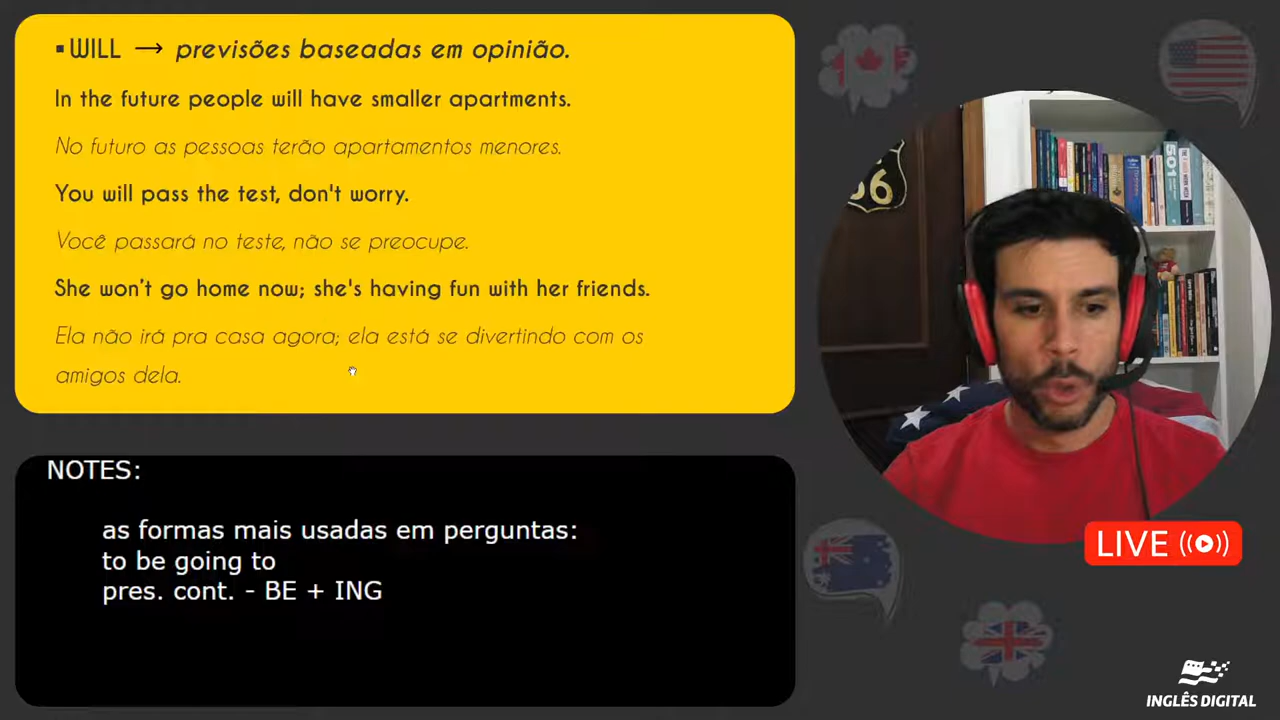 ▪WILL → previsões baseadas em opinião.
In the future people will have smaller apartments.
No futuro as pessoas terão apartamentos menores.
You will pass the test, don't worry.
Você passará no teste, não se preocupe.
She won't go home now; she's having fun with her friends.
Ela não irá pra casa agora; ela está se divertindo com os
amigos dela.
NOTES:
as formas mais usadas em perguntas:
to be going to
pres. cont. - BE + ING
66
501
LIVE
INGLÊS DIGITAL